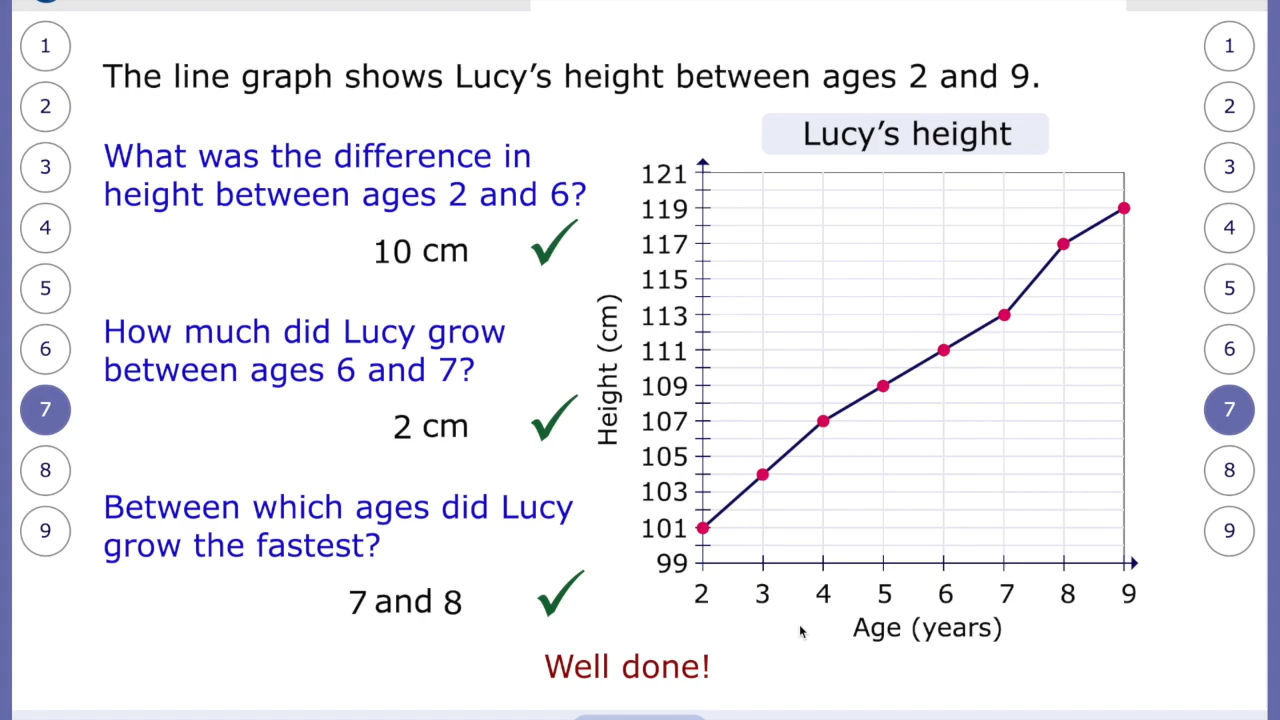 The line graph shows Lucy’s height between ages 2 and 9.
1
2
3
4
5
6
7
8
9
What was the difference in
height between ages 2 and 6?
10 cm
How much did Lucy grow
between ages 6 and 7?
2 cm
Between which ages did Lucy
grow the fastest?
7 and 8
Lucy’s height
Height (cm)
121
119
117
115
113
111
109
107
105
103
101
99
2 3 4 5 6 7 8 9
Age (years)
Well done!
1
2
3
4
5
6
7
8
9